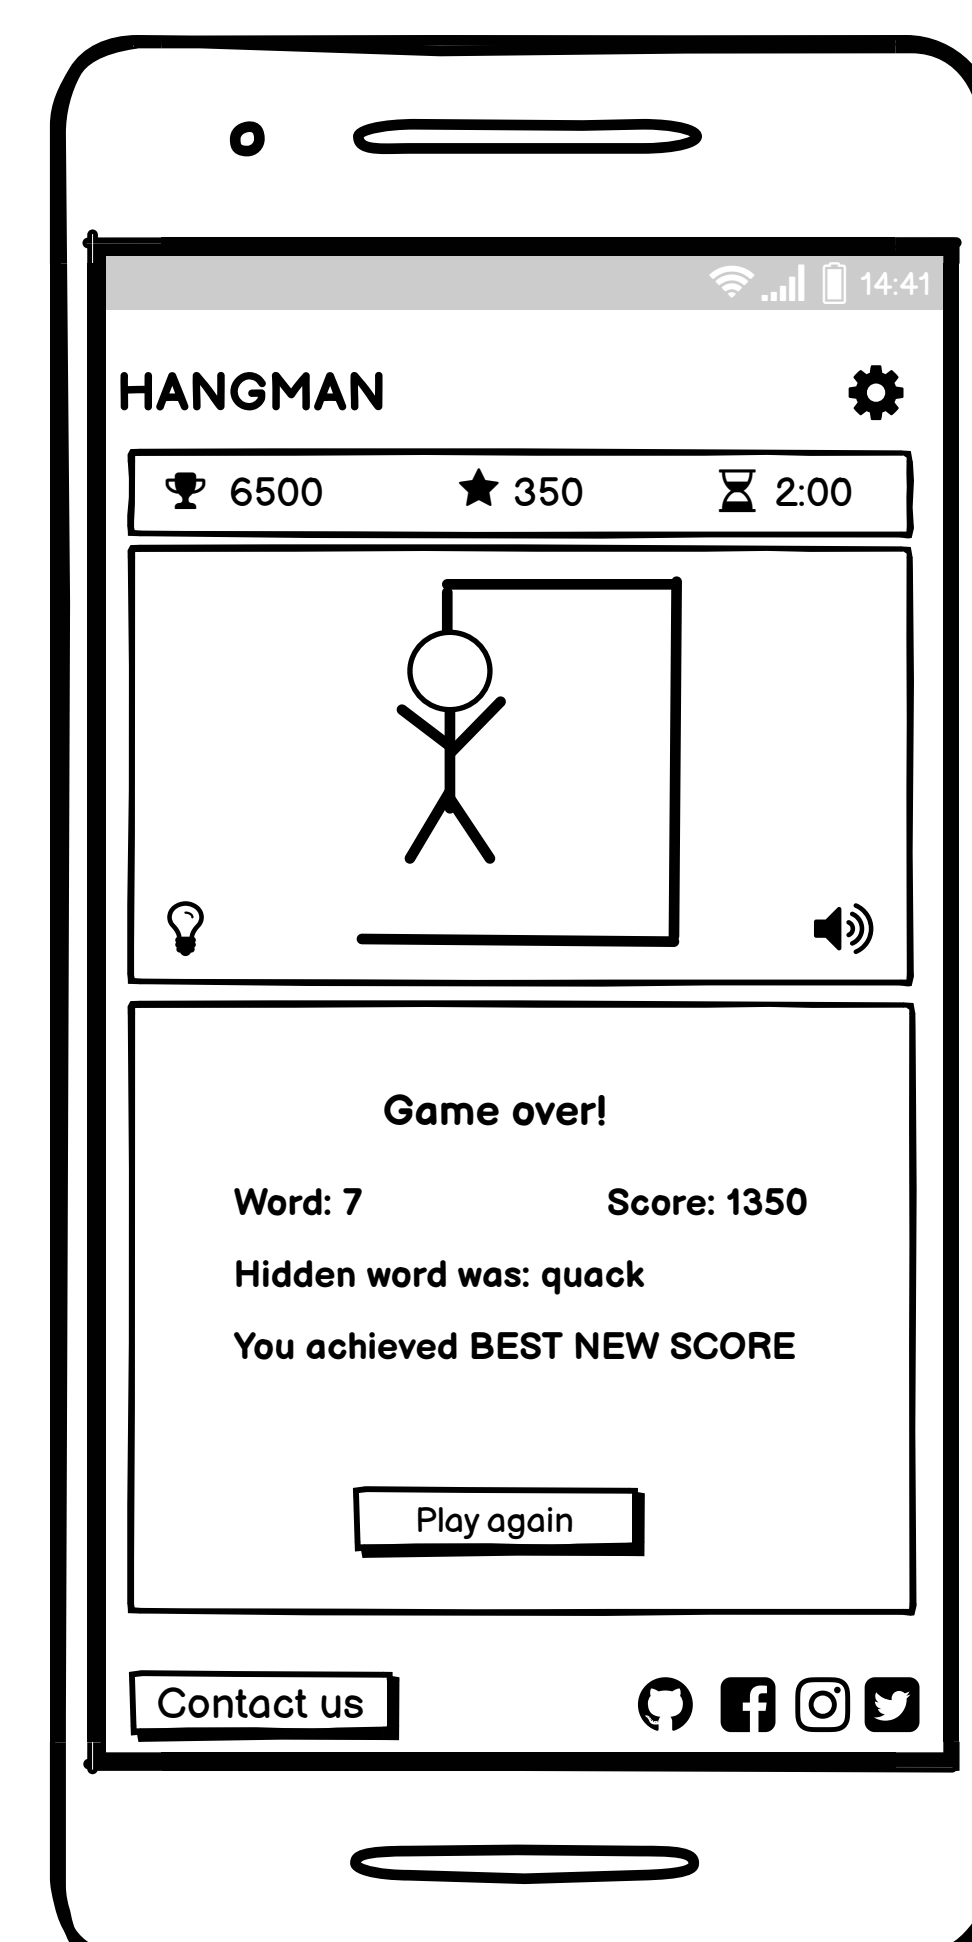 14:41
HANGMAN
6500 350 2:00
Game over!
Word: 7 Score: 1350
Hidden word was: quack
You achieved BEST NEW SCORE
Play again
Contact us